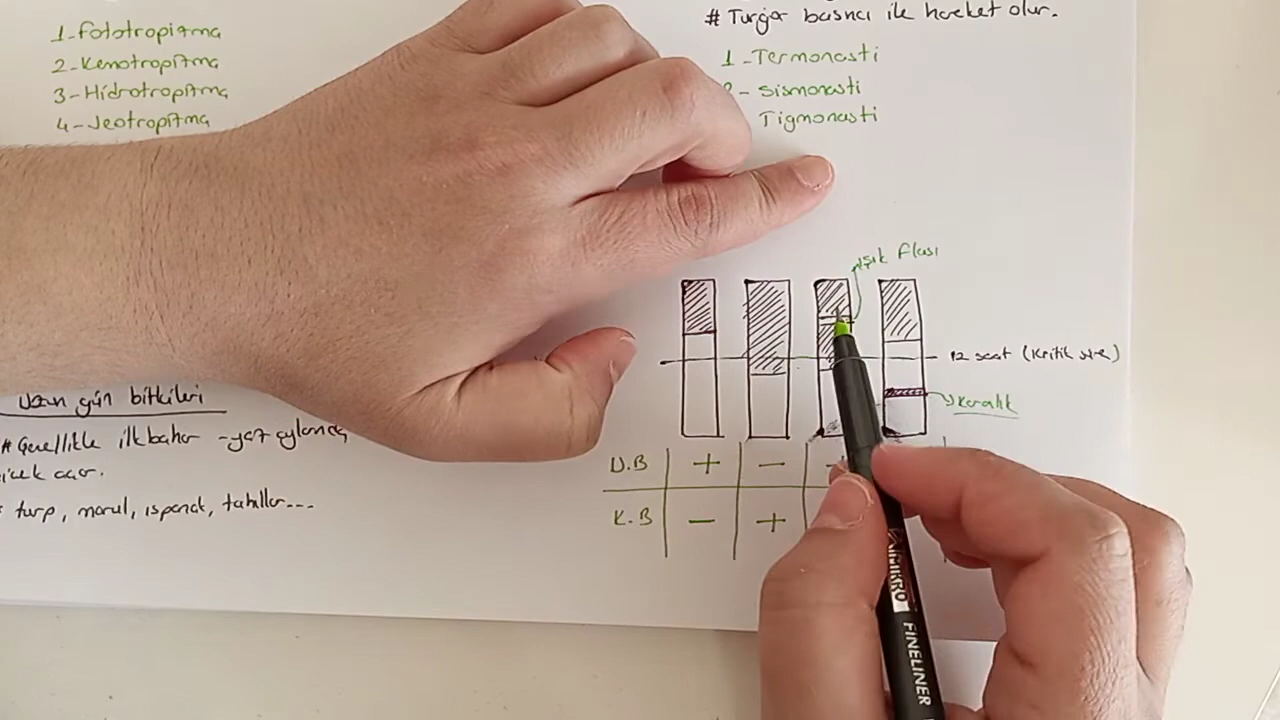 1-Fototropizma
2-Kemotropizma
3-Hidrotropizma
4-Jeotropizma
# Turgor basıncı ile hareket olur.
1-Termonasti
2- Sismonasti
Tigmonasti
Işık flaşı
12 saat (Kritik süre)
Karanlık
Uzun gün bitkileri
# Genellikle ilkbahar -yaz aylarında
çiçek açar.
turp, marul, ıspanak, tahıllar...
U.B + -
K.B - +
MIKRO FINELINER